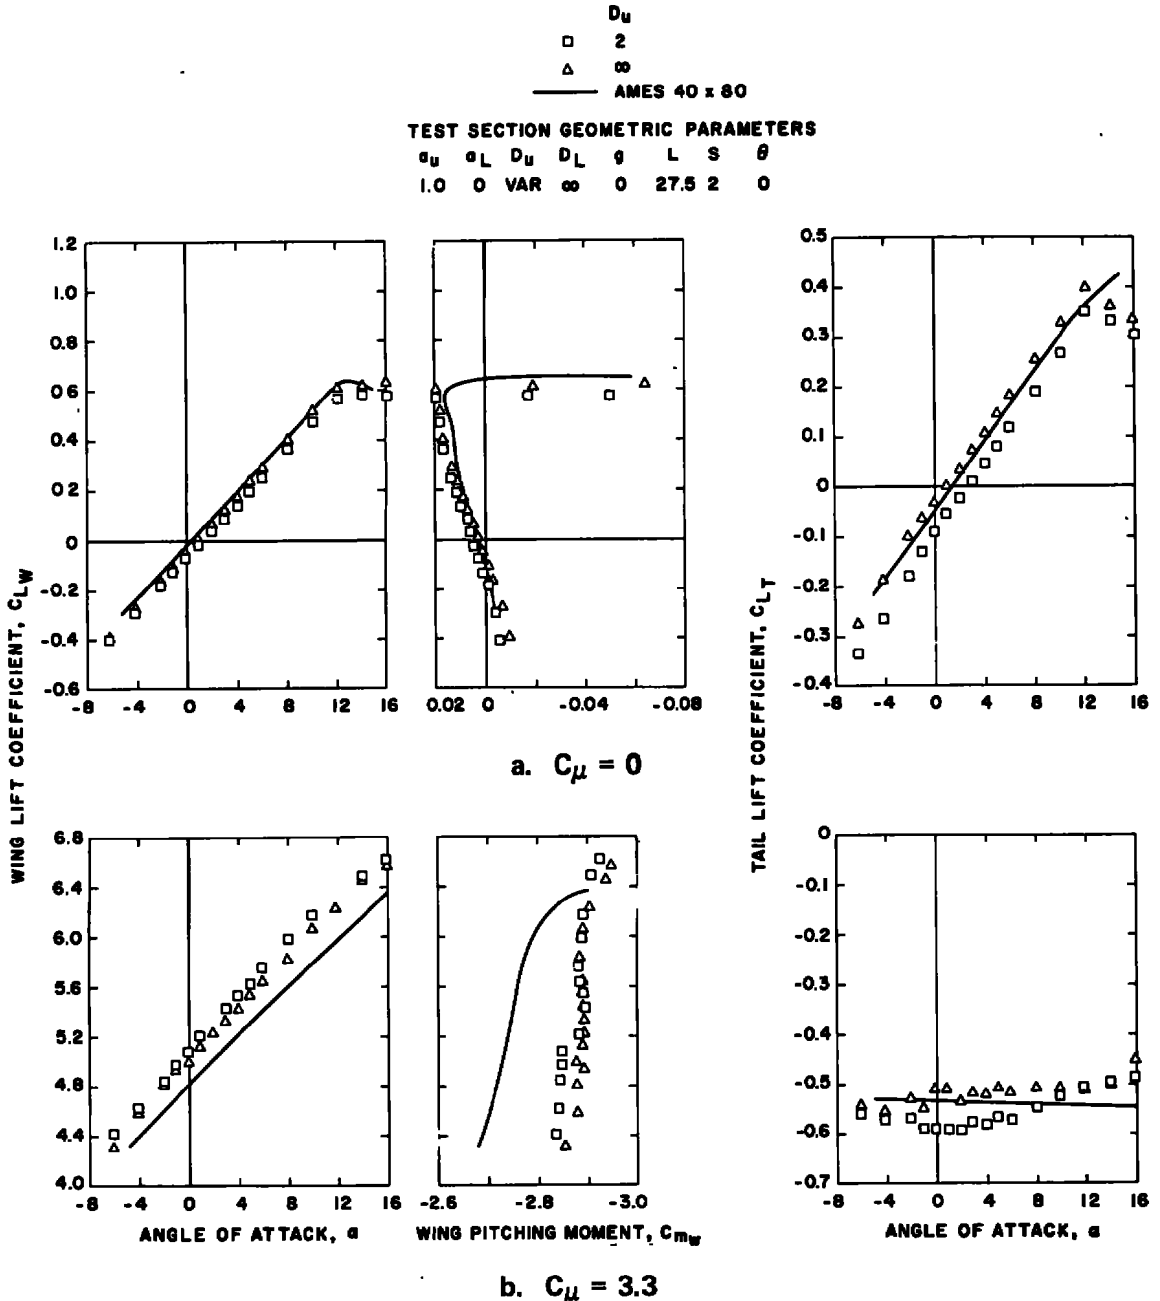 Du
□ 2
△ ∞
AMES 40 x 80
TEST SECTION GEOMETRIC PARAMETERS
au aL Du DL g L S θ
1.0 0 VAR ∞ 0 27.5 2 0
WING LIFT COEFFICIENT, CLW
1.2
1.0
0.8
0.6
0.4
0.2
0
-0.2
-0.4
-0.6
-8 -4 0 4 8 12 16
0.02 0 -0.04 -0.08
TAIL LIFT COEFFICIENT, CLT
0.5
0.4
0.3
0.2
0.1
0
-0.1
-0.2
-0.3
-0.4
-8 -4 0 4 8 12 16
a. Cμ = 0
6.8
6.4
6.0
5.6
5.2
4.8
4.4
4.0
-8 -4 0 4 8 12 16
ANGLE OF ATTACK, α
-2.6 -2.8 -3.0
WING PITCHING MOMENT, Cmw
0
-0.1
-0.2
-0.3
-0.4
-0.5
-0.6
-0.7
-8 -4 0 4 8 12 16
ANGLE OF ATTACK, α
b. Cμ = 3.3